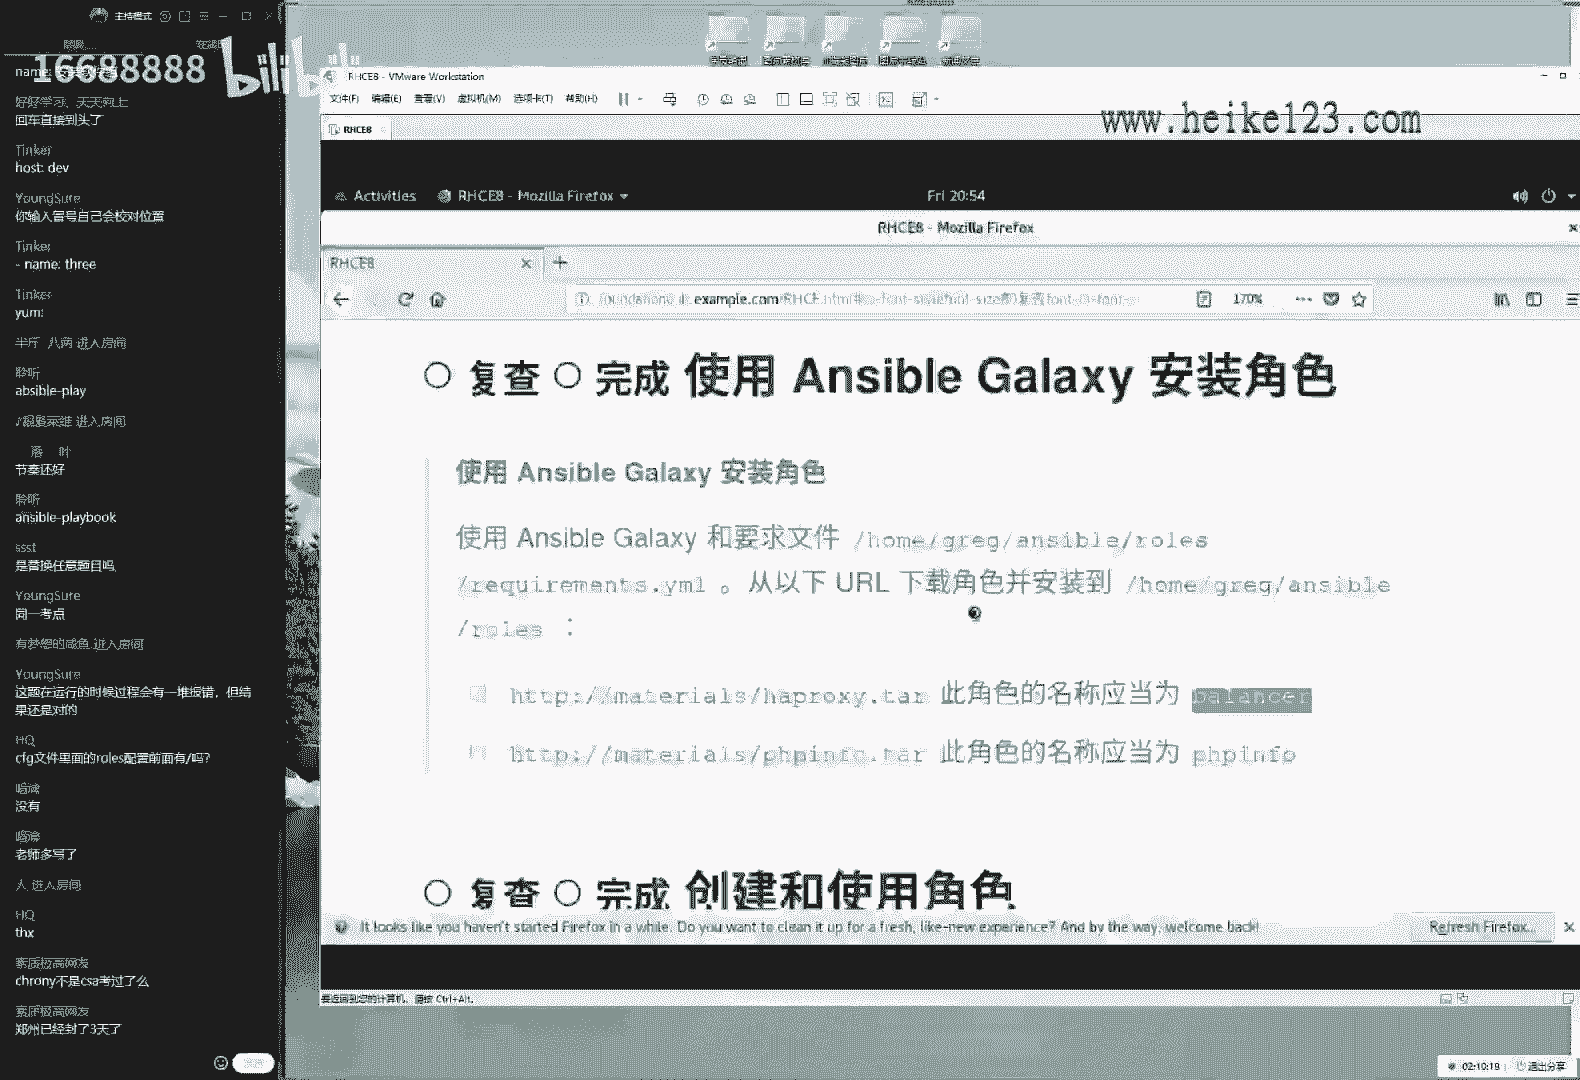 主持模式
16688888
bilibili
name:
好好学习，天天向上
回车直接到头了
Tinker
host: dev
YoungSure
你输入冒号自己会校对位置
Tinker
- name: three
Tinker
yum:
半斤 八两 进入房间
聆听
absible-play
进入房间
落 叶
节奏还好
聆听
ansible-playbook
ssst
是替换任意题目吗
YoungSure
同一考点
有梦想的咸鱼 进入房间
YoungSure
这题在运行的时候过程会有一堆报错，但结
果还是对的
HQ
cfg文件里面的roles配置前面有/吗?
没有
老师多写了
人 进入房间
HQ
thx
素质极高网友
chrony不是csa考过了么
素质极高网友
郑州已经封了3天了
RHCE8 - VMware Workstation
文件(F) 编辑(E) 查看(V) 虚拟机(M) 选项卡(T) 帮助(H)
www.heike123.com
RHCE8
Activities
RHCE8 - Mozilla Firefox
Fri 20:54
RHCE8 - Mozilla Firefox
RHCE8
170%
复查 完成 使用 Ansible Galaxy 安装角色
使用 Ansible Galaxy 安装角色
使用 Ansible Galaxy 和要求文件 /home/greg/ansible/roles
/requirements.yml 。从以下 URL 下载角色并安装到 /home/greg/ansible
/roles ：
http://materials/haproxy.tar 此角色的名称应当为 balancer
http://materials/phpinfo.tar 此角色的名称应当为 phpinfo
复查 完成 创建和使用角色
It looks like you haven't started Firefox in a while. Do you want to clean it up for a fresh, like-new experience? And by the way, welcome back!
Refresh Firefox...
要返回到您的计算机，请按 Ctrl+Alt。
02:10:19
退出分享